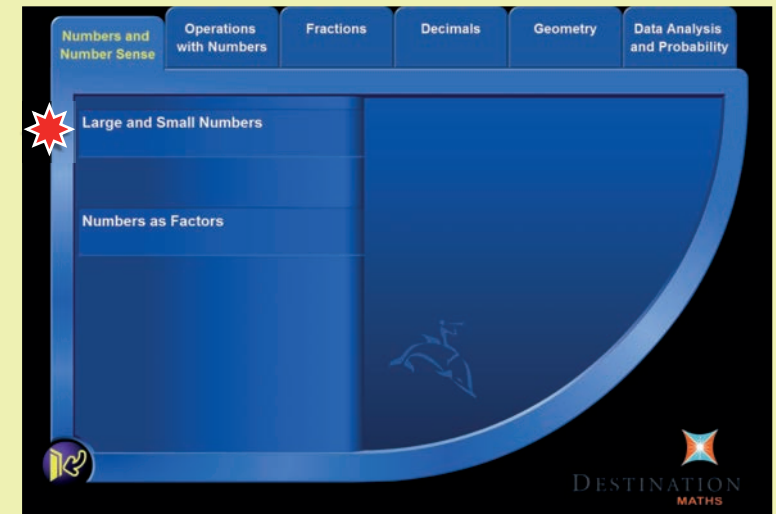 Numbers and
Number Sense
Operations
with Numbers
Fractions
Decimals
Geometry
Data Analysis
and Probability
Large and Small Numbers
Numbers as Factors
DESTINATION
MATHS